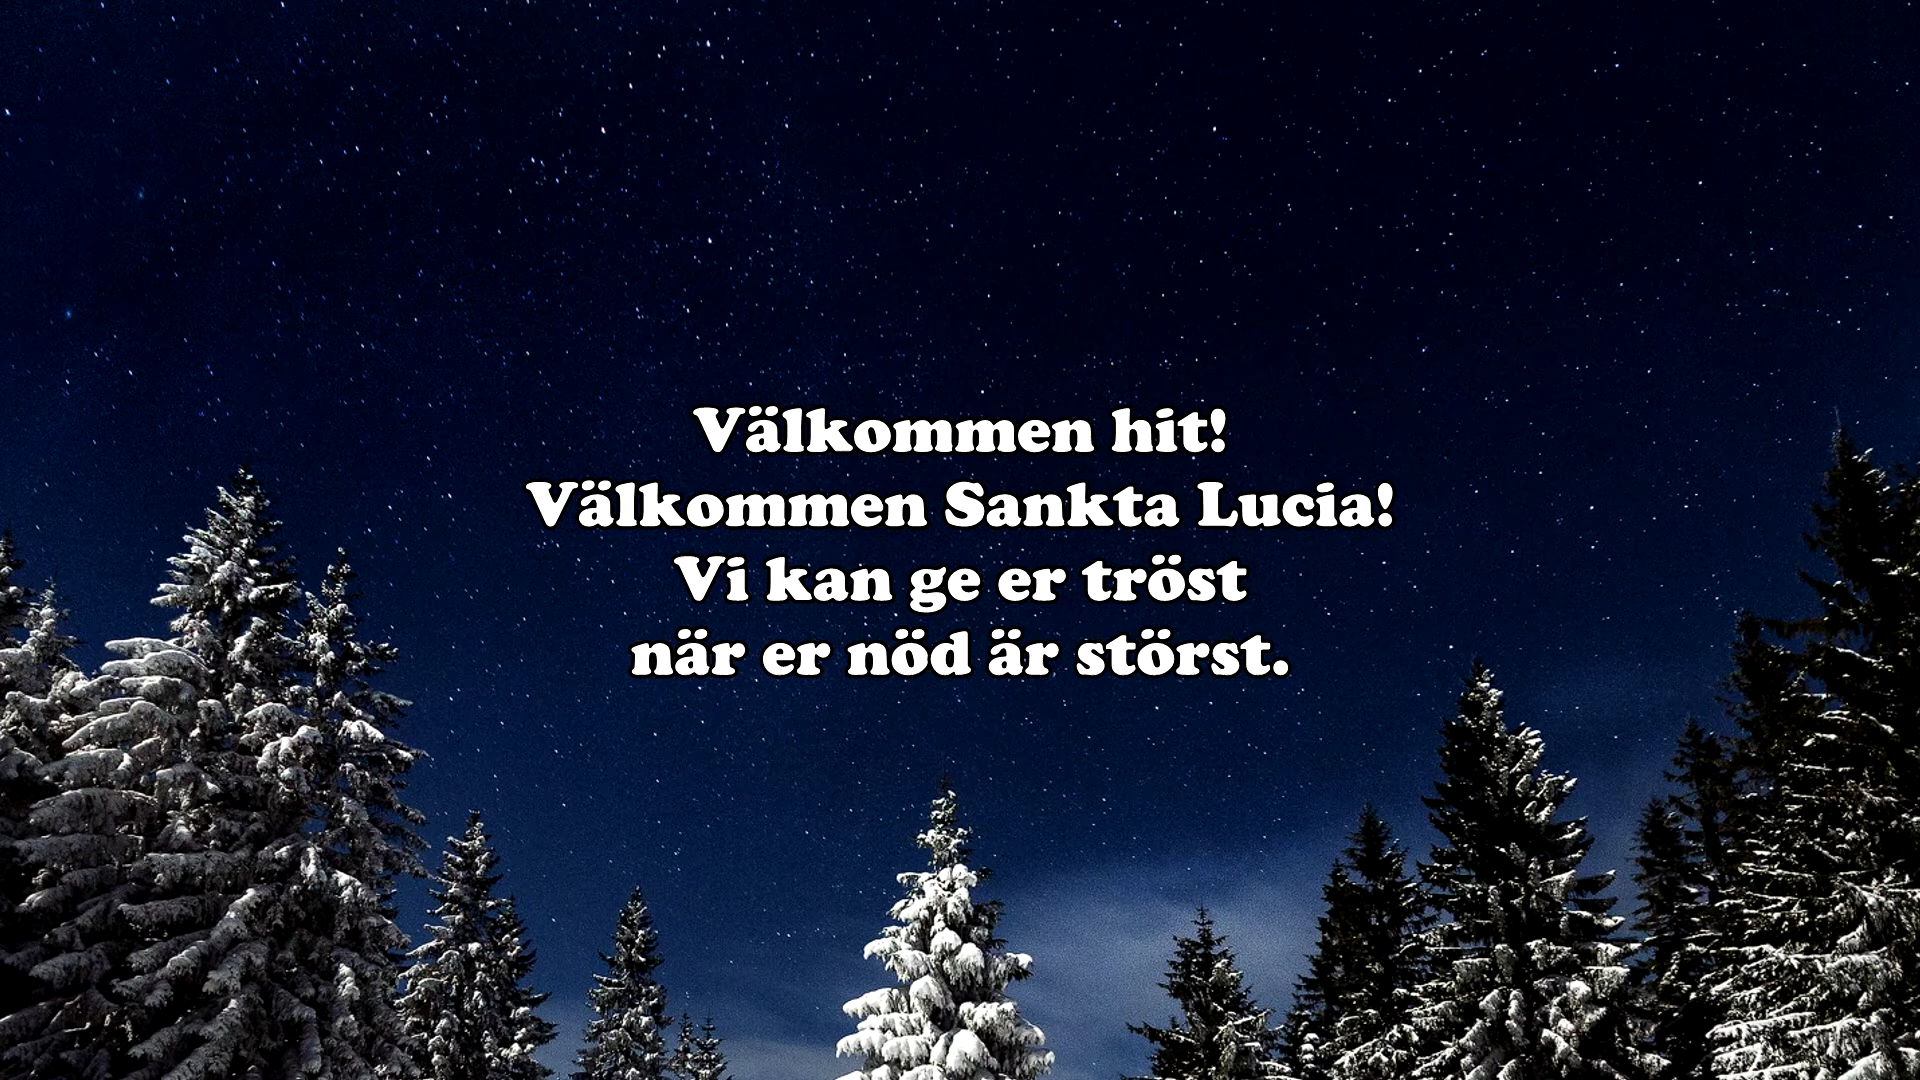 Välkommen hit!
Välkommen Sankta Lucia!
Vi kan ge er tröst
när er nöd är störst.